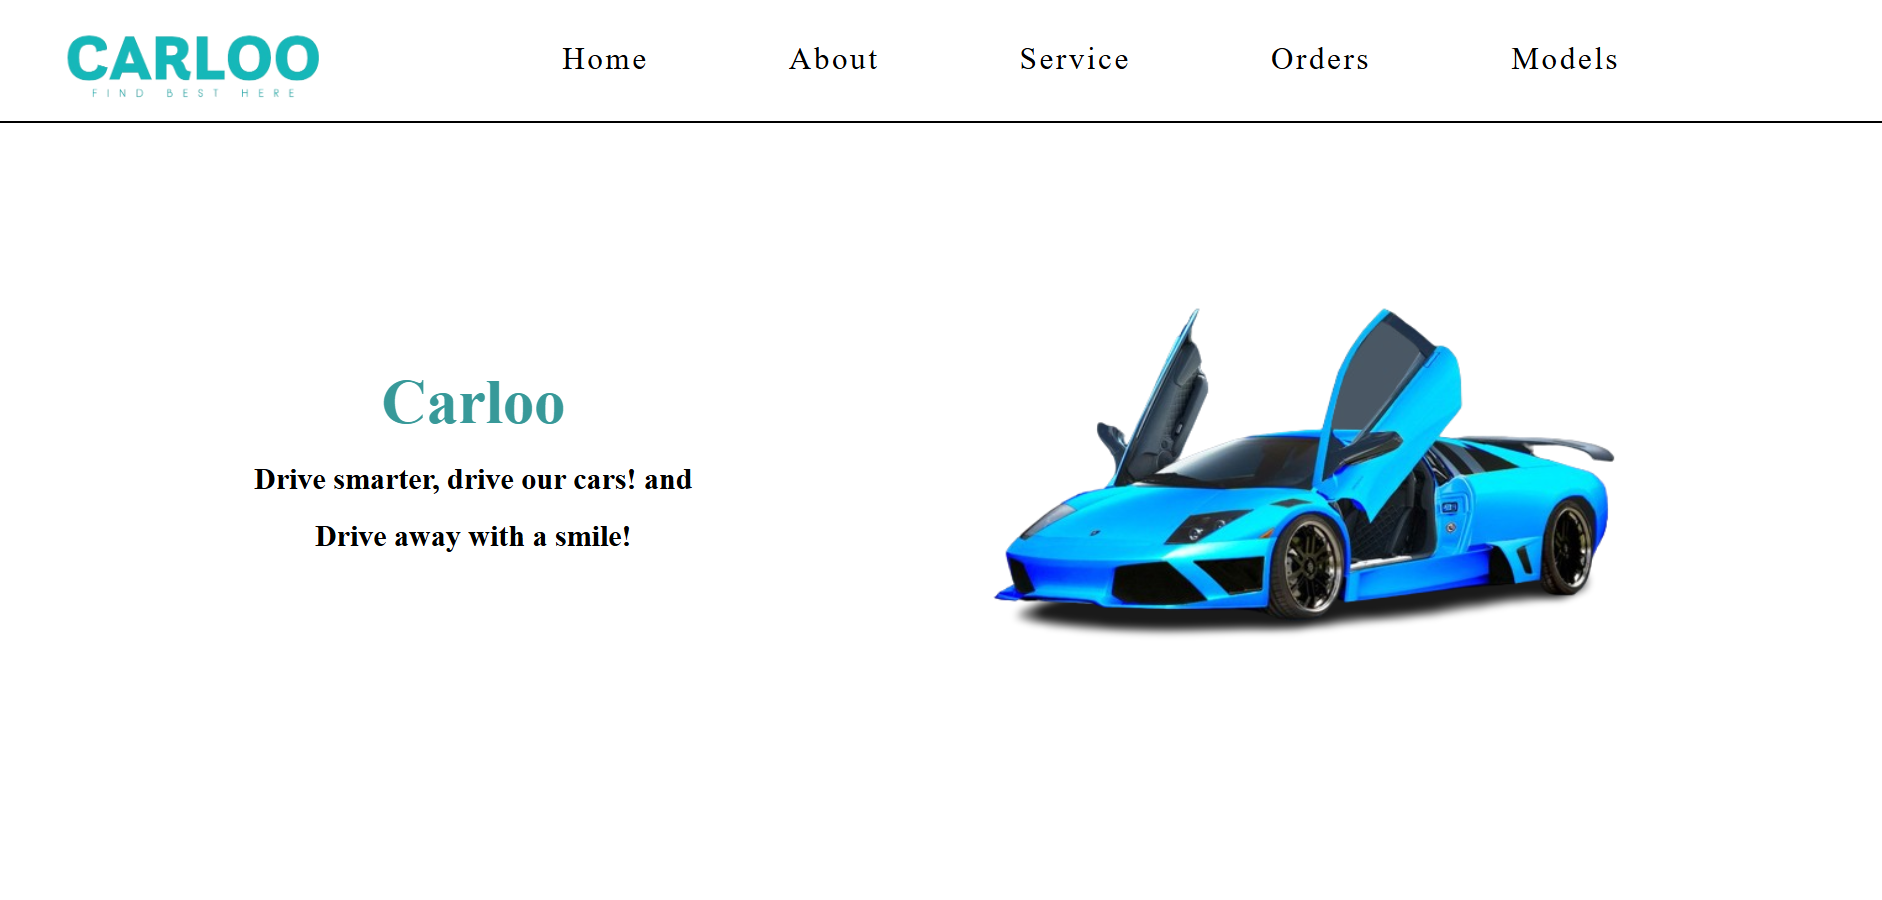 CARLOO
FIND BEST HERE
Home About Service Orders Models
Carloo
Drive smarter, drive our cars! and
Drive away with a smile!